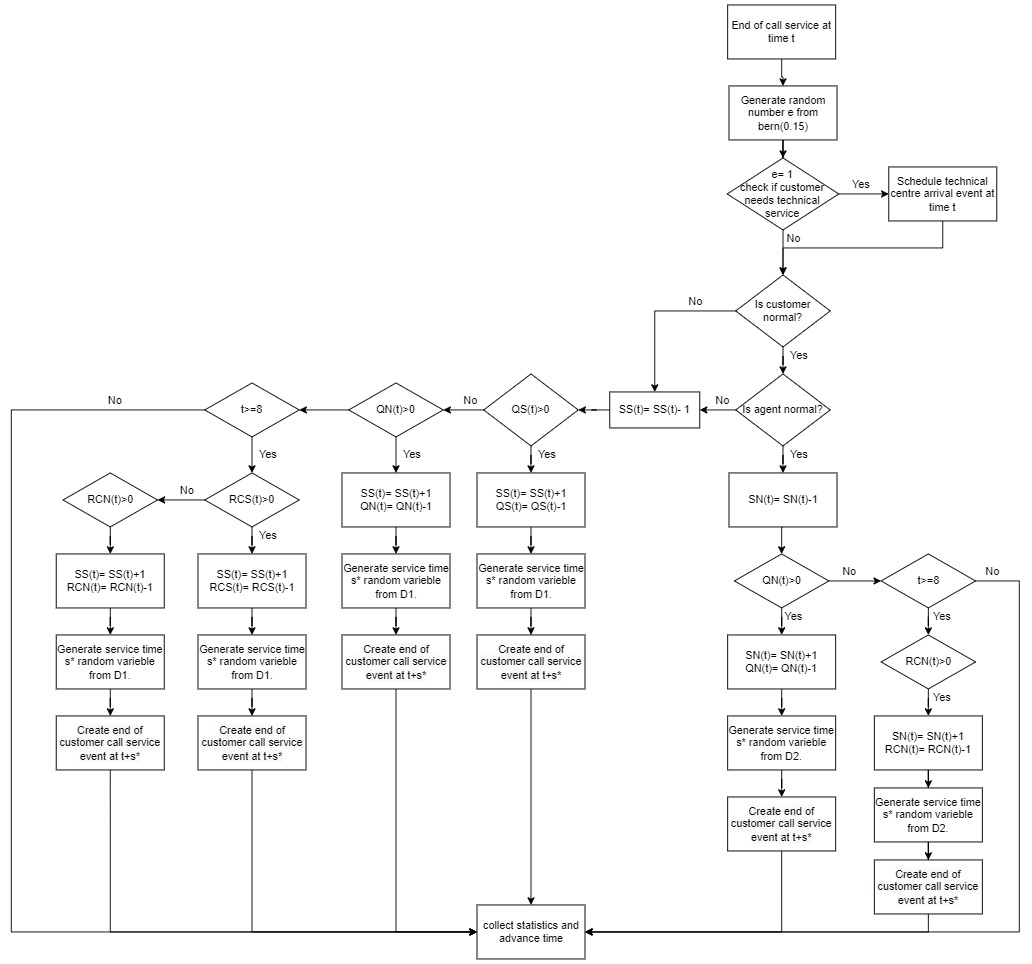 End of call service at
time t
Generate random
number e from
bern(0.15)
e= 1
check if customer
needs technical
service
Yes
Schedule technical
centre arrival event at
time t
No
Is customer
normal?
No
Yes
Is agent normal?
No
SS(t)= SS(t)- 1
QS(t)>0
No
QN(t)>0
t>=8
No
Yes
Yes
Yes
Yes
RCN(t)>0
No
RCS(t)>0
SS(t)= SS(t)+1
QN(t)= QN(t)-1
SS(t)= SS(t)+1
QS(t)= QS(t)-1
SN(t)= SN(t)-1
Yes
SS(t)= SS(t)+1
RCN(t)= RCN(t)-1
SS(t)= SS(t)+1
RCS(t)= RCS(t)-1
Generate service time
s* random varieble
from D1.
Generate service time
s* random varieble
from D1.
QN(t)>0
No
t>=8
No
Yes
Yes
Generate service time
s* random varieble
from D1.
Generate service time
s* random varieble
from D1.
Create end of
customer call service
event at t+s*
Create end of
customer call service
event at t+s*
SN(t)= SN(t)+1
QN(t)= QN(t)-1
RCN(t)>0
Yes
Create end of
customer call service
event at t+s*
Create end of
customer call service
event at t+s*
Generate service time
s* random varieble
from D2.
SN(t)= SN(t)+1
RCN(t)= RCN(t)-1
Create end of
customer call service
event at t+s*
Generate service time
s* random varieble
from D2.
Create end of
customer call service
event at t+s*
collect statistics and
advance time